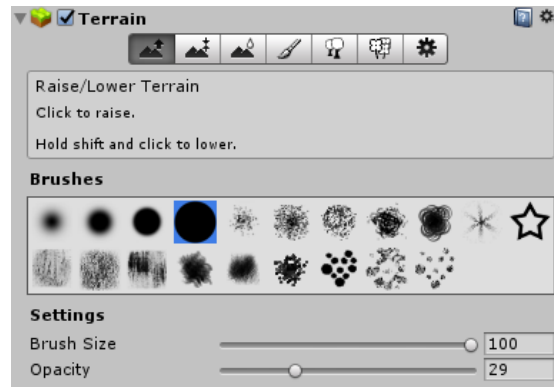 Terrain
Raise/Lower Terrain
Click to raise.
Hold shift and click to lower.
Brushes
Settings
Brush Size 100
Opacity 29